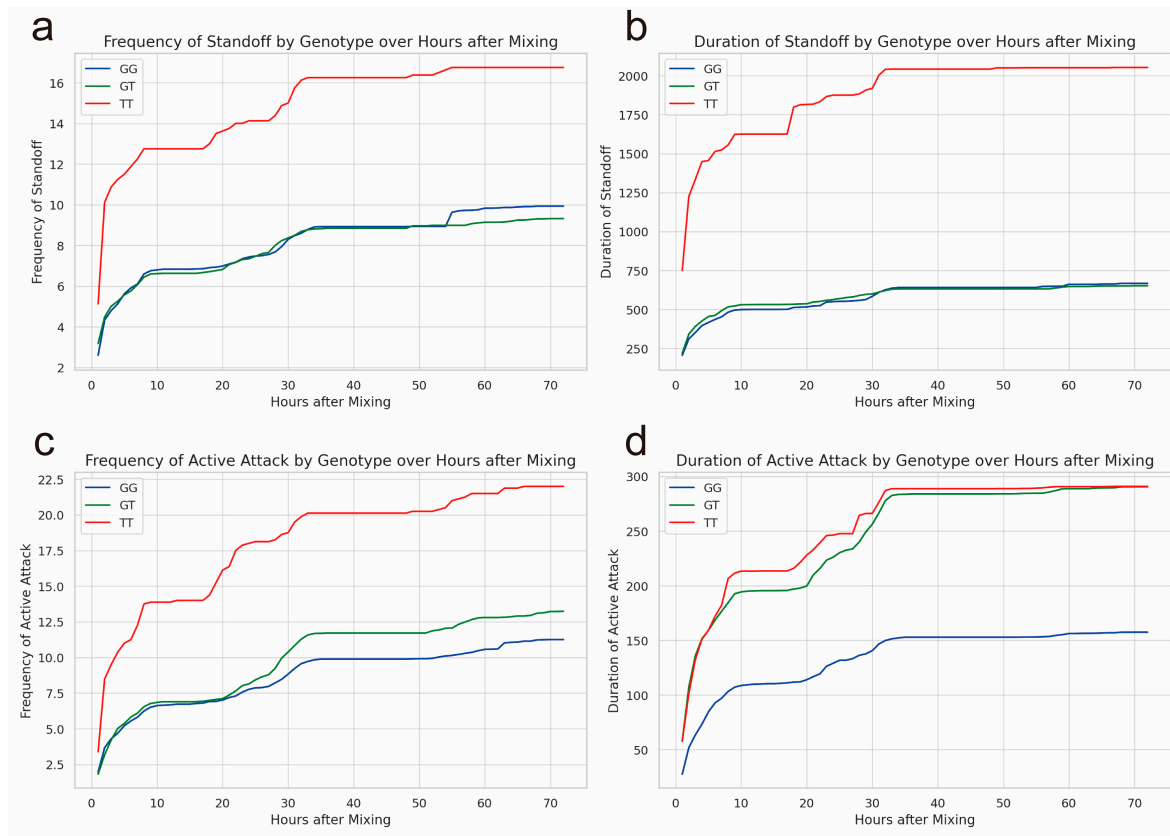 a
Frequency of Standoff by Genotype over Hours after Mixing
GG
GT
TT
16
14
12
10
8
6
4
2
Frequency of Standoff
0 10 20 30 40 50 60 70
Hours after Mixing
b
Duration of Standoff by Genotype over Hours after Mixing
GG
GT
TT
2000
1750
1500
1250
1000
750
500
250
Duration of Standoff
0 10 20 30 40 50 60 70
Hours after Mixing
c
Frequency of Active Attack by Genotype over Hours after Mixing
GG
GT
TT
22.5
20.0
17.5
15.0
12.5
10.0
7.5
5.0
2.5
Frequency of Active Attack
0 10 20 30 40 50 60 70
Hours after Mixing
d
Duration of Active Attack by Genotype over Hours after Mixing
GG
GT
TT
300
250
200
150
100
50
Duration of Active Attack
0 10 20 30 40 50 60 70
Hours after Mixing